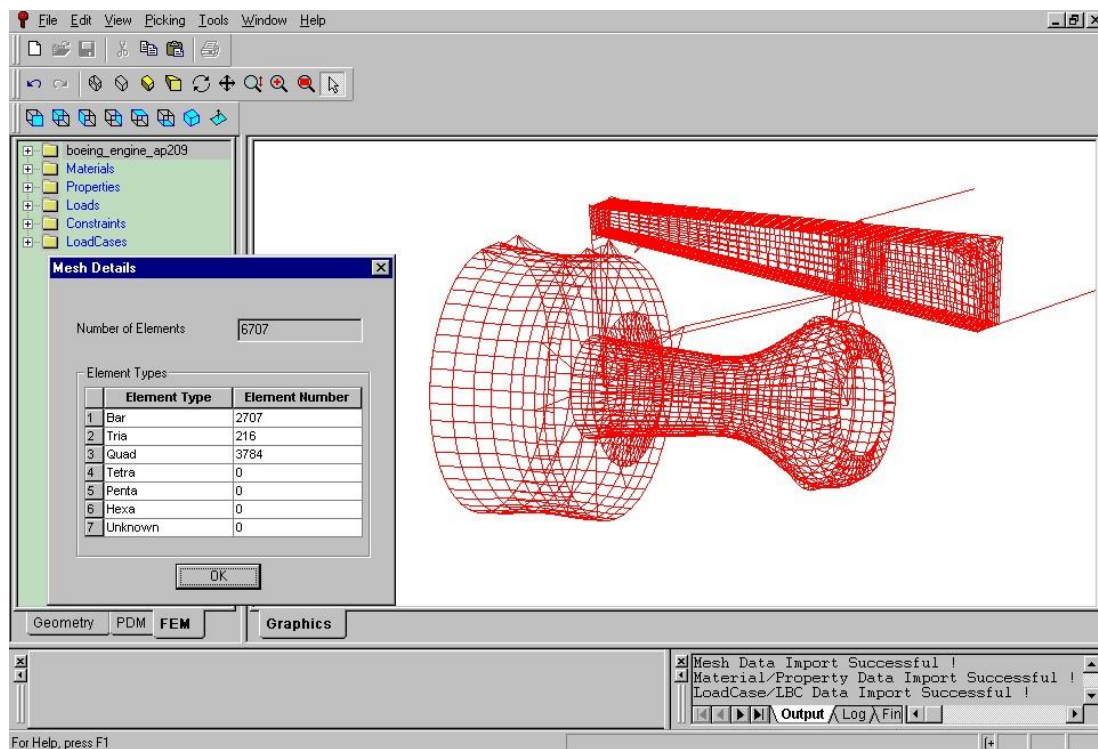 File Edit View Picking Tools Window Help
boeing_engine_ap209
Materials
Properties
Loads
Constraints
LoadCases
Mesh Details
Number of Elements 6707
Element Types
Element Type Element Number
1 Bar 2707
2 Tria 216
3 Quad 3784
4 Tetra 0
5 Penta 0
6 Hexa 0
7 Unknown 0
OK
Geometry PDM FEM
Graphics
Mesh Data Import Successful !
Material/Property Data Import Successful !
LoadCase/LBC Data Import Successful !
Output Log Fin
For Help, press F1